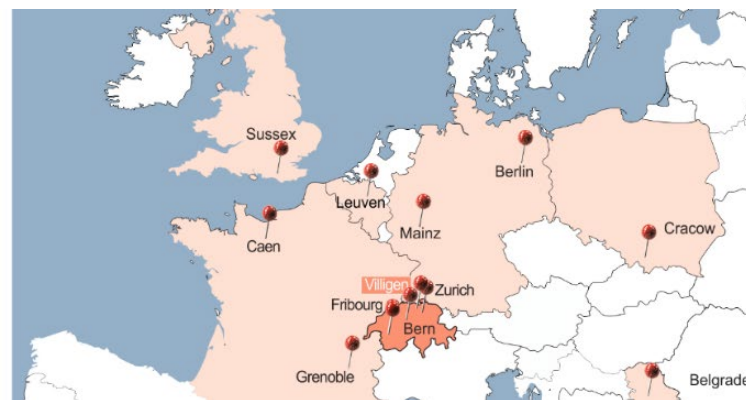 Sussex
Berlin
Leuven
Mainz
Cracow
Caen
Villigen
Zurich
Fribourg
Bern
Grenoble
Belgrade